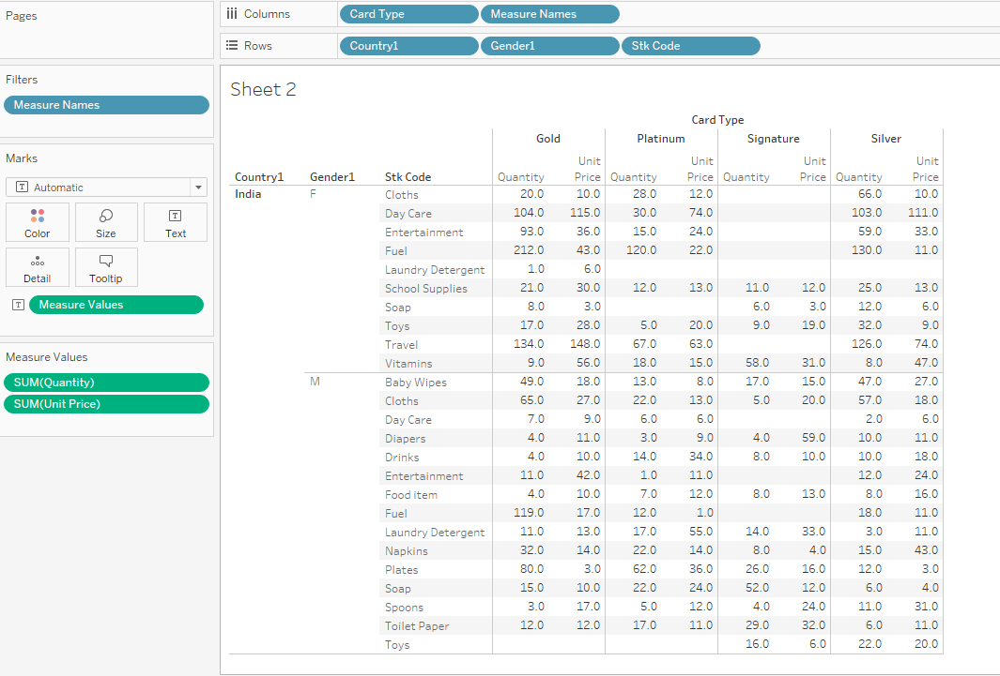 Pages
Columns Card Type Measure Names
Rows Country1 Gender1 Stk Code
Filters
Measure Names
Marks
Automatic
Color Size Text
Detail Tooltip
Measure Values
Measure Values
SUM(Quantity)
SUM(Unit Price)
Sheet 2
Card Type
Gold Platinum Signature Silver
Unit Unit Unit Unit
Country1 Gender1 Stk Code Quantity Price Quantity Price Quantity Price Quantity Price
India F Cloths 20.0 10.0 28.0 12.0 66.0 10.0
Day Care 104.0 115.0 30.0 74.0 103.0 111.0
Entertainment 93.0 36.0 15.0 24.0 59.0 33.0
Fuel 212.0 43.0 120.0 22.0 130.0 11.0
Laundry Detergent 1.0 6.0
School Supplies 21.0 30.0 12.0 13.0 11.0 12.0 25.0 13.0
Soap 8.0 3.0 6.0 3.0 12.0 6.0
Toys 17.0 28.0 5.0 20.0 9.0 19.0 32.0 9.0
Travel 134.0 148.0 67.0 63.0 126.0 74.0
Vitamins 9.0 56.0 18.0 15.0 58.0 31.0 8.0 47.0
M Baby Wipes 49.0 18.0 13.0 8.0 17.0 15.0 47.0 27.0
Cloths 65.0 27.0 22.0 13.0 5.0 20.0 57.0 18.0
Day Care 7.0 9.0 6.0 6.0 2.0 6.0
Diapers 4.0 11.0 3.0 9.0 4.0 59.0 10.0 11.0
Drinks 4.0 10.0 14.0 34.0 8.0 10.0 10.0 18.0
Entertainment 11.0 42.0 1.0 11.0 12.0 24.0
Food item 4.0 10.0 7.0 12.0 8.0 13.0 8.0 16.0
Fuel 119.0 17.0 12.0 1.0 18.0 11.0
Laundry Detergent 11.0 13.0 17.0 55.0 14.0 33.0 3.0 11.0
Napkins 32.0 14.0 22.0 14.0 8.0 4.0 15.0 43.0
Plates 80.0 3.0 62.0 36.0 26.0 16.0 12.0 3.0
Soap 15.0 10.0 22.0 24.0 52.0 12.0 6.0 4.0
Spoons 3.0 17.0 5.0 12.0 4.0 24.0 11.0 31.0
Toilet Paper 12.0 12.0 17.0 11.0 29.0 32.0 6.0 11.0
Toys 16.0 6.0 22.0 20.0